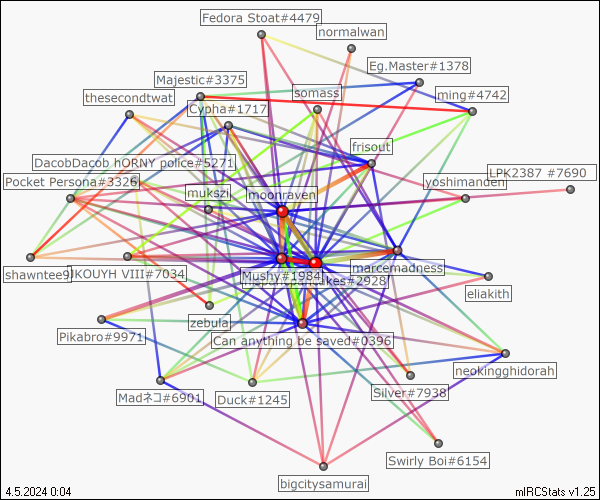 Fedora Stoat#4479
normalwan
Eg.Master#1378
Majestic#3375
thesecondtwat
somass
ming#4742
Cypha#1717
frisout
DacobDacob hORNY police#5271
LPK2387 #7690
Pocket Persona#3326
yoshimanden
mukszi
moonraven
marcemadness
shawntee91
JKOUYH VIII#7034
Mushy#1984
#2928
eliakith
zebula
Pikabro#9971
Can anything be saved#0396
neokingghidorah
Madネコ#6901
Duck#1245
Silver#7938
Swirly Boi#6154
bigcitysamurai
4.5.2024 0:04
mIRCStats v1.25